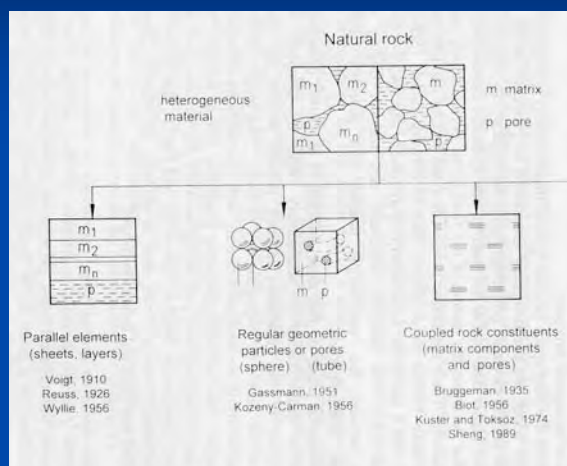 Natural rock
heterogeneous
material
m1 m2 m
p
m1 mn p
m matrix
p pore
m1
m2
mn
p
m p
Parallel elements
(sheets, layers)
Voigt, 1910
Reuss, 1926
Wyllie, 1956
Regular geometric
particles or pores
(sphere) (tube)
Gassmann, 1951
Kozeny-Carman, 1956
Coupled rock constituents
(matrix components
and pores)
Bruggeman, 1935
Biot, 1956
Kuster and Toksoz, 1974
Sheng, 1989